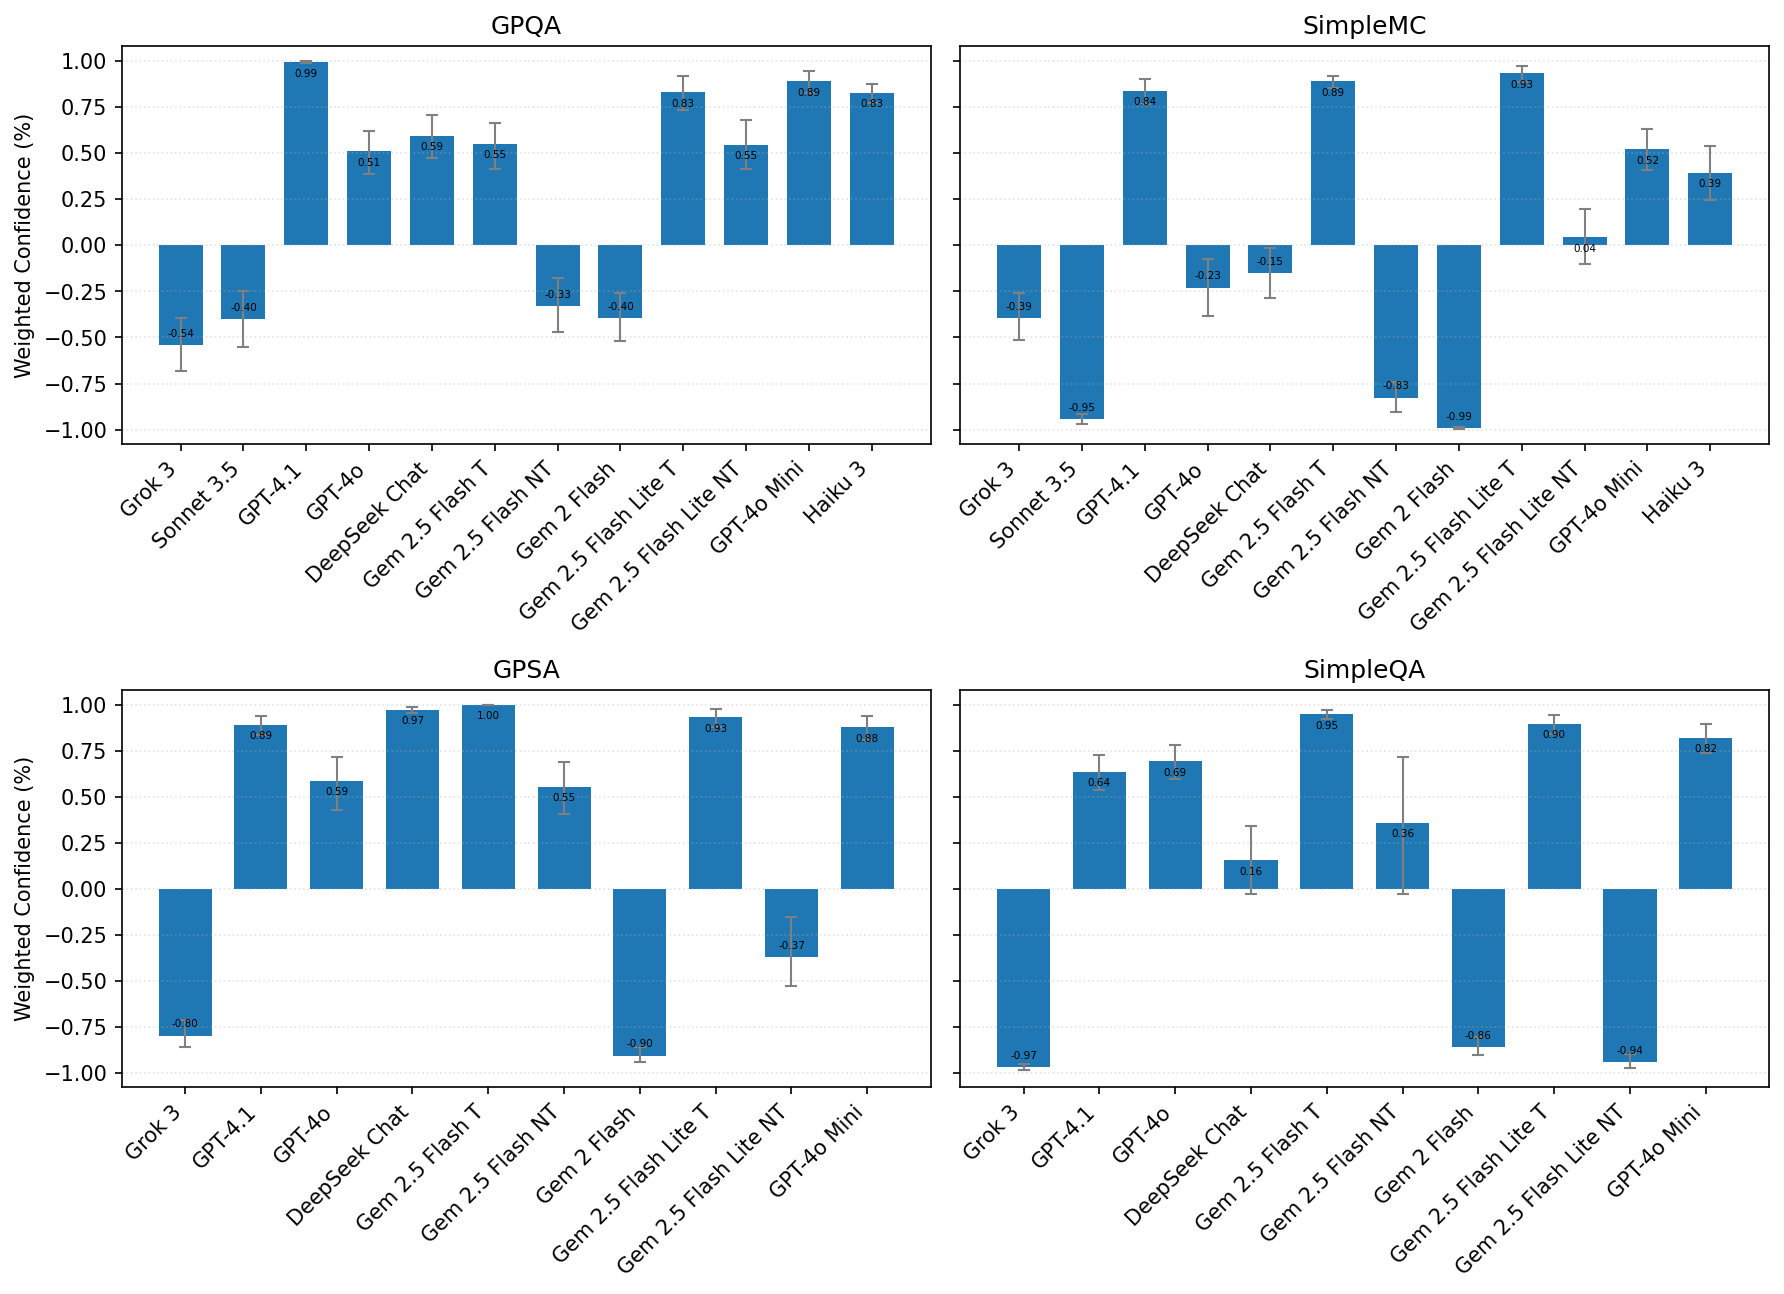 GPQA
Weighted Confidence (%)
1.00
0.75
0.50
0.25
0.00
−0.25
−0.50
−0.75
−1.00
-0.54
-0.40
0.99
0.51
0.59
0.55
-0.33
-0.40
0.83
0.55
0.89
0.83
Grok 3
Sonnet 3.5
GPT-4.1
GPT-4o
DeepSeek Chat
Gem 2.5 Flash T
Gem 2.5 Flash NT
Gem 2 Flash
Gem 2.5 Flash Lite T
Gem 2.5 Flash Lite NT
GPT-4o Mini
Haiku 3
SimpleMC
-0.39
-0.95
0.84
-0.23
-0.15
0.89
-0.83
-0.99
0.93
0.04
0.52
0.39
Grok 3
Sonnet 3.5
GPT-4.1
GPT-4o
DeepSeek Chat
Gem 2.5 Flash T
Gem 2.5 Flash NT
Gem 2 Flash
Gem 2.5 Flash Lite T
Gem 2.5 Flash Lite NT
GPT-4o Mini
Haiku 3
GPSA
Weighted Confidence (%)
1.00
0.75
0.50
0.25
0.00
−0.25
−0.50
−0.75
−1.00
-0.80
0.89
0.59
0.97
1.00
0.55
-0.90
0.93
-0.37
0.88
Grok 3
GPT-4.1
GPT-4o
DeepSeek Chat
Gem 2.5 Flash T
Gem 2.5 Flash NT
Gem 2 Flash
Gem 2.5 Flash Lite T
Gem 2.5 Flash Lite NT
GPT-4o Mini
SimpleQA
-0.97
0.64
0.69
0.16
0.95
0.36
-0.86
0.90
-0.94
0.82
Grok 3
GPT-4.1
GPT-4o
DeepSeek Chat
Gem 2.5 Flash T
Gem 2.5 Flash NT
Gem 2 Flash
Gem 2.5 Flash Lite T
Gem 2.5 Flash Lite NT
GPT-4o Mini